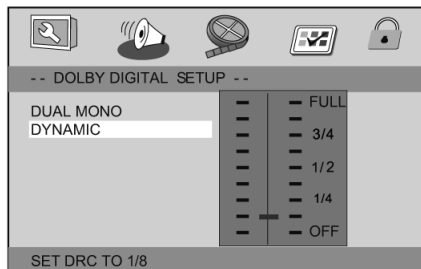 -- DOLBY DIGITAL SETUP --
DUAL MONO
DYNAMIC
FULL
3/4
1/2
1/4
OFF
SET DRC TO 1/8